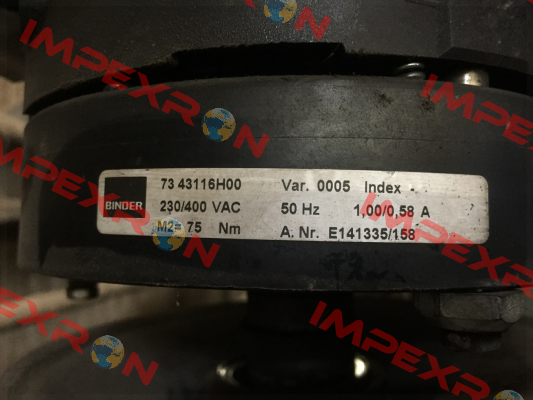 IMPEXRON
IMPEXRON
IMPEXRON
73 43116H00 Var. 0005 Index -
BINDER 230/400 VAC 50 Hz 1,00/0,58 A
M2= 75 Nm A. Nr. E141335/158
IMPEXRON
IMPEXRON
IMPEXRON